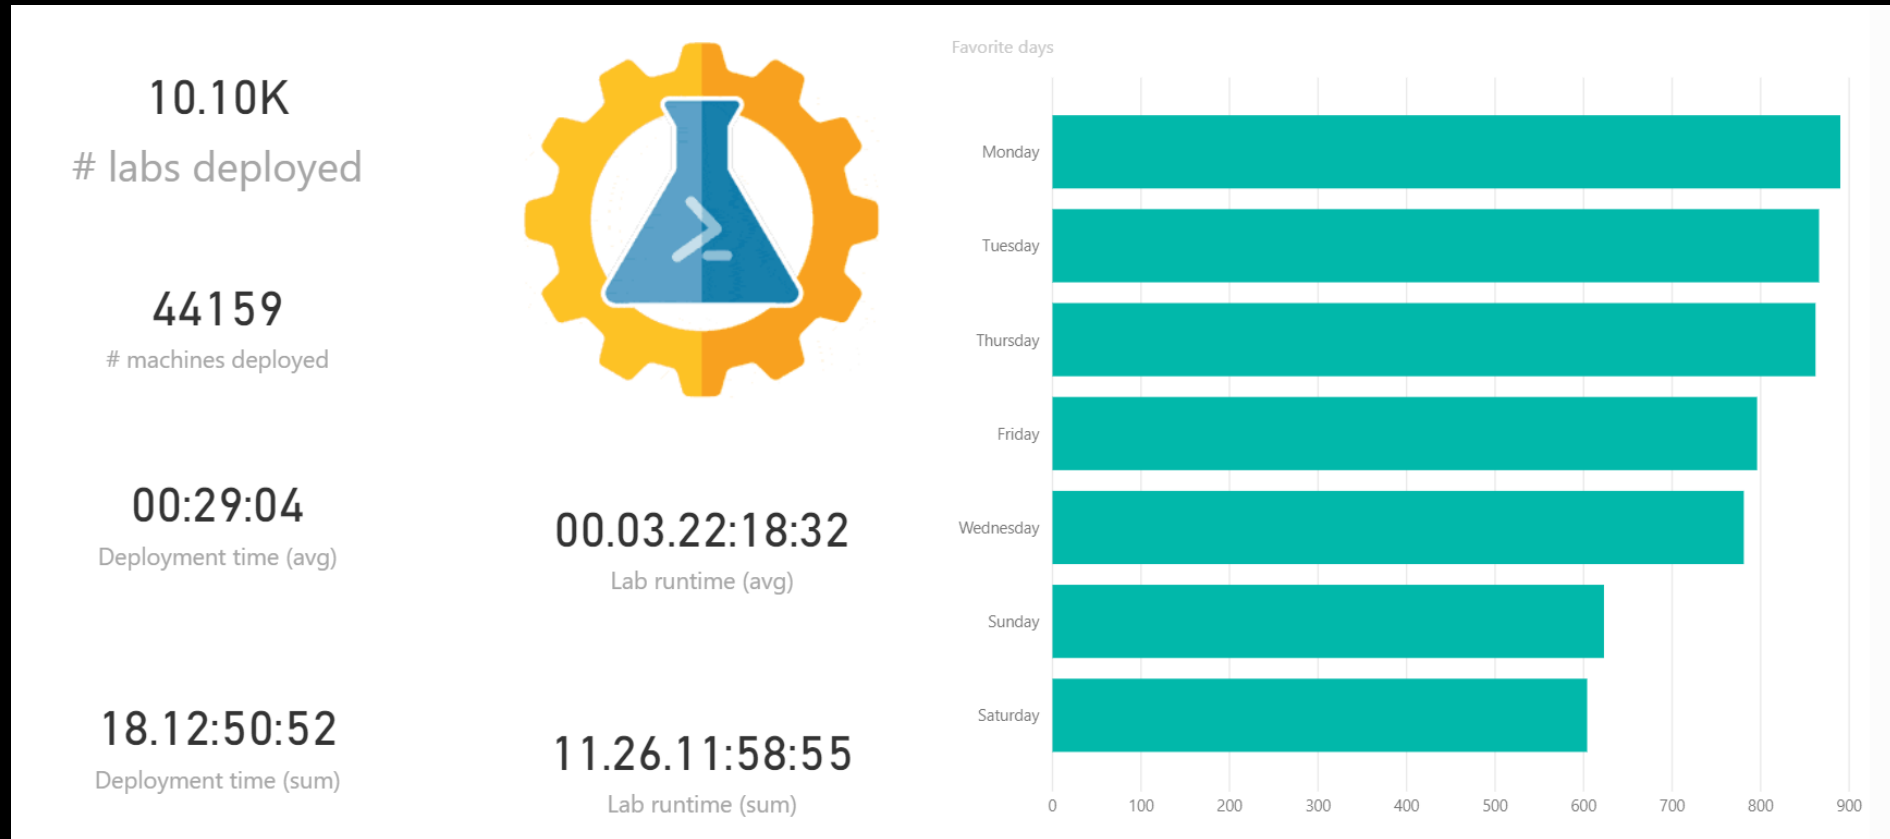 10.10K
# labs deployed
44159
# machines deployed
00:29:04
Deployment time (avg)
18.12:50:52
Deployment time (sum)
00.03.22:18:32
Lab runtime (avg)
11.26.11:58:55
Lab runtime (sum)
Favorite days
Monday
Tuesday
Thursday
Friday
Wednesday
Sunday
Saturday
0 100 200 300 400 500 600 700 800 900